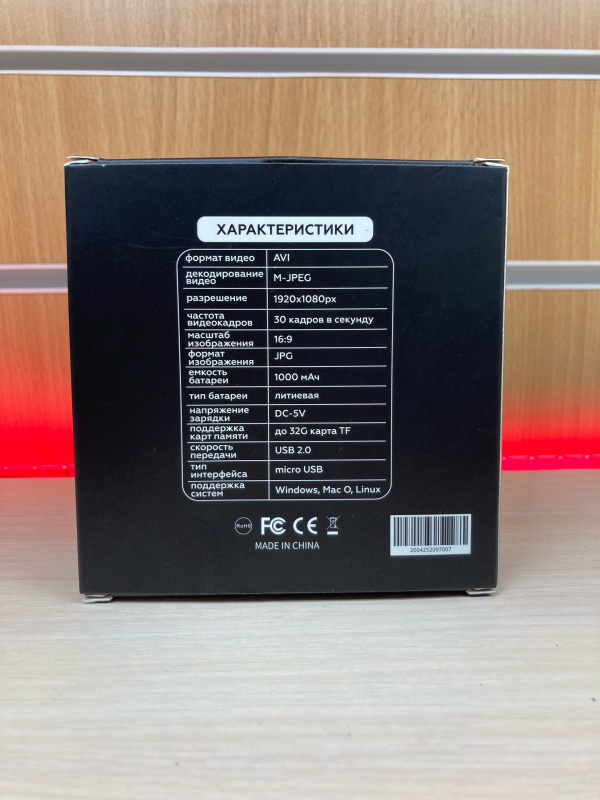 ХАРАКТЕРИСТИКИ
формат видео AVI
декодирование
видео M-JPEG
разрешение 1920x1080px
частота
видеокадров 30 кадров в секунду
масштаб
изображения 16:9
формат
изображения JPG
емкость
батареи 1000 мАч
тип батареи литиевая
напряжение
зарядки DC-5V
поддержка
карт памяти до 32G карта TF
скорость
передачи USB 2.0
тип
интерфейса micro USB
поддержка
систем Windows, Mac O, Linux
RoHS FC CE
MADE IN CHINA
2004252097007